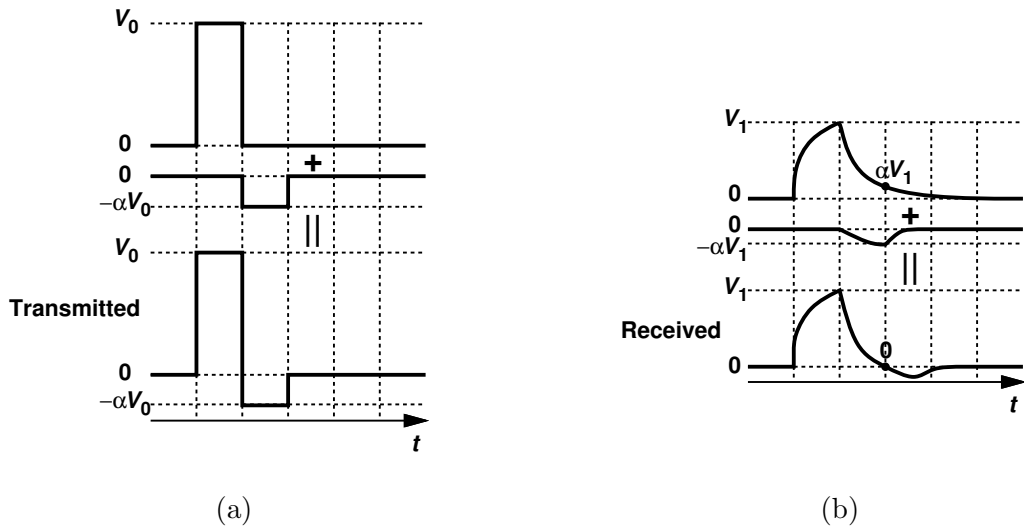 V₀
0
+
0
−αV₀
||
V₀
Transmitted
0
−αV₀
t
(a)
V₁
αV₁
0
+
0
−αV₁
||
V₁
Received
0
0
t
(b)